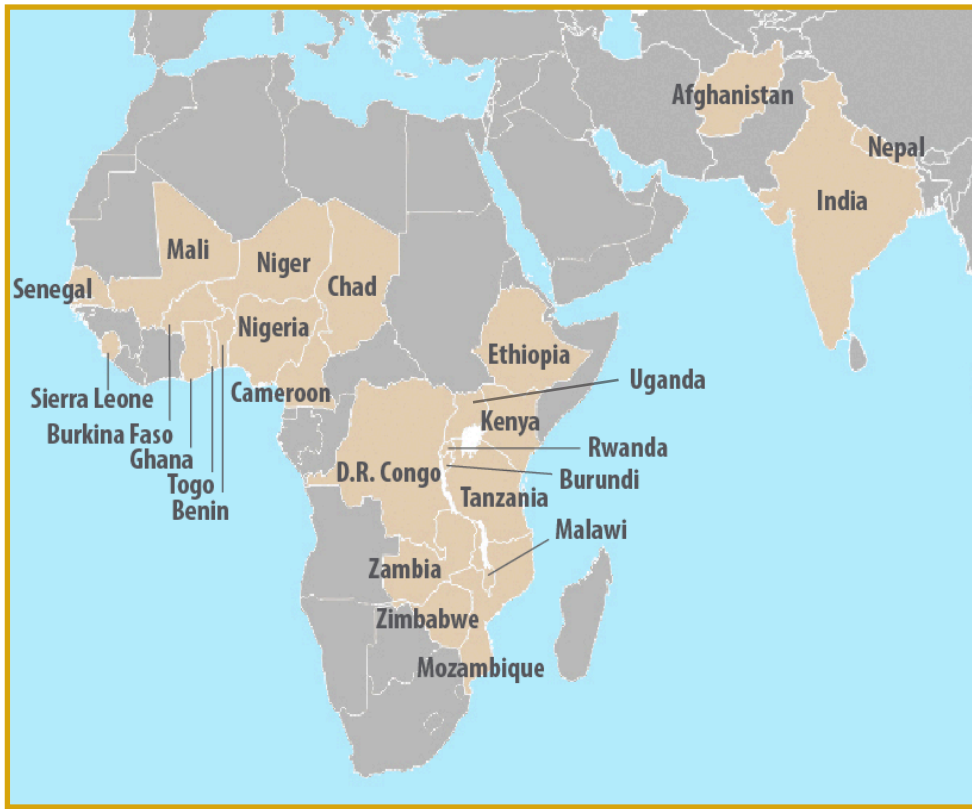 Afghanistan
Nepal
India
Mali
Niger
Chad
Senegal
Nigeria
Ethiopia
Uganda
Sierra Leone
Cameroon
Kenya
Burkina Faso
Rwanda
Ghana
D.R. Congo
Burundi
Togo
Tanzania
Benin
Malawi
Zambia
Zimbabwe
Mozambique